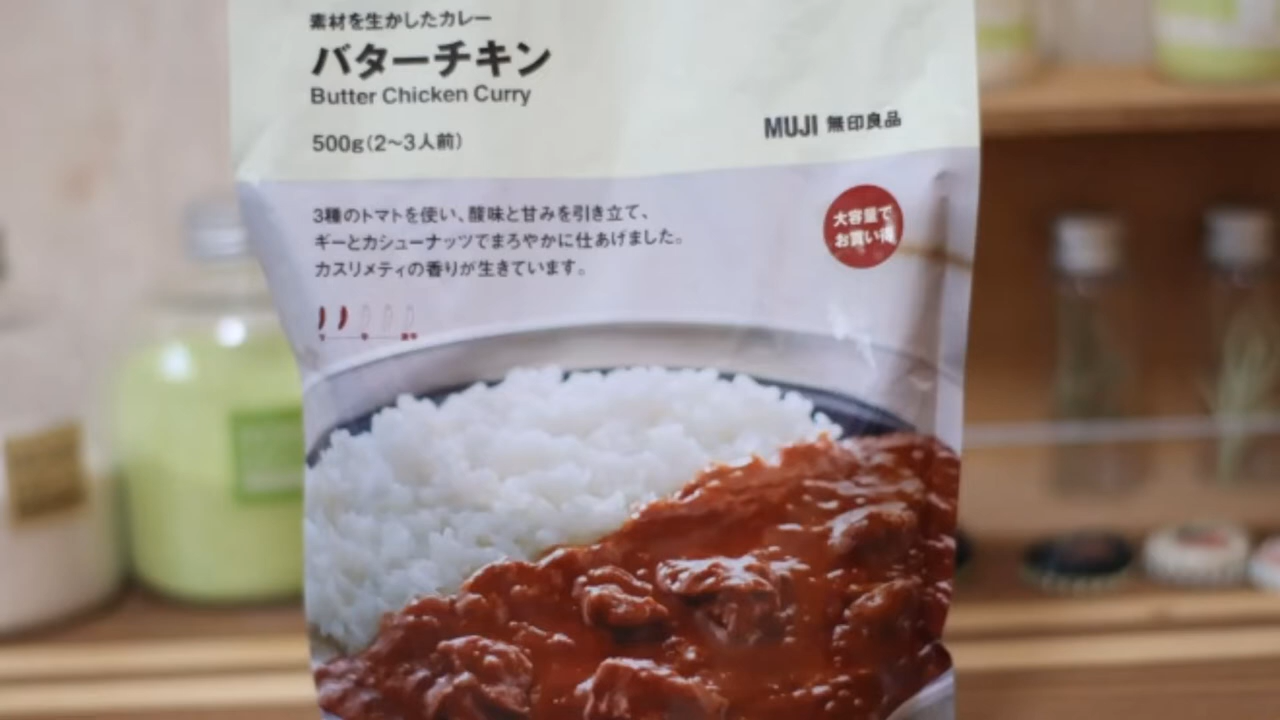 素材を生かしたカレー
バターチキン
Butter Chicken Curry
500g(2～3人前)
MUJI 無印良品
3種のトマトを使い、酸味と甘みを引き立て、
ギーとカシューナッツでまろやかに仕あげました。
カスリメティの香りが生きています。
大容量で
お買い得